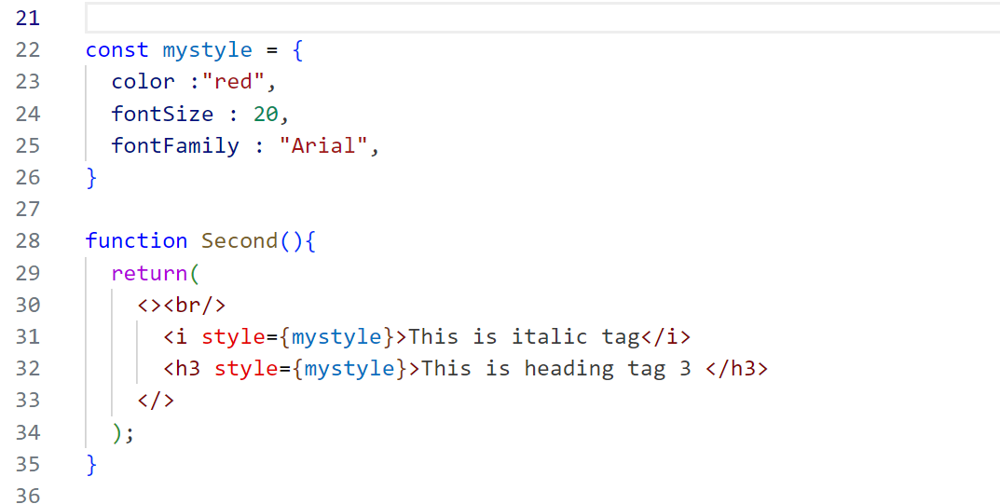 21
22 const mystyle = {
23   color :"red",
24   fontSize : 20,
25   fontFamily : "Arial",
26 }
27
28 function Second(){
29   return(
30     <><br/>
31       <i style={mystyle}>This is italic tag</i>
32       <h3 style={mystyle}>This is heading tag 3 </h3>
33     </>
34   );
35 }
36